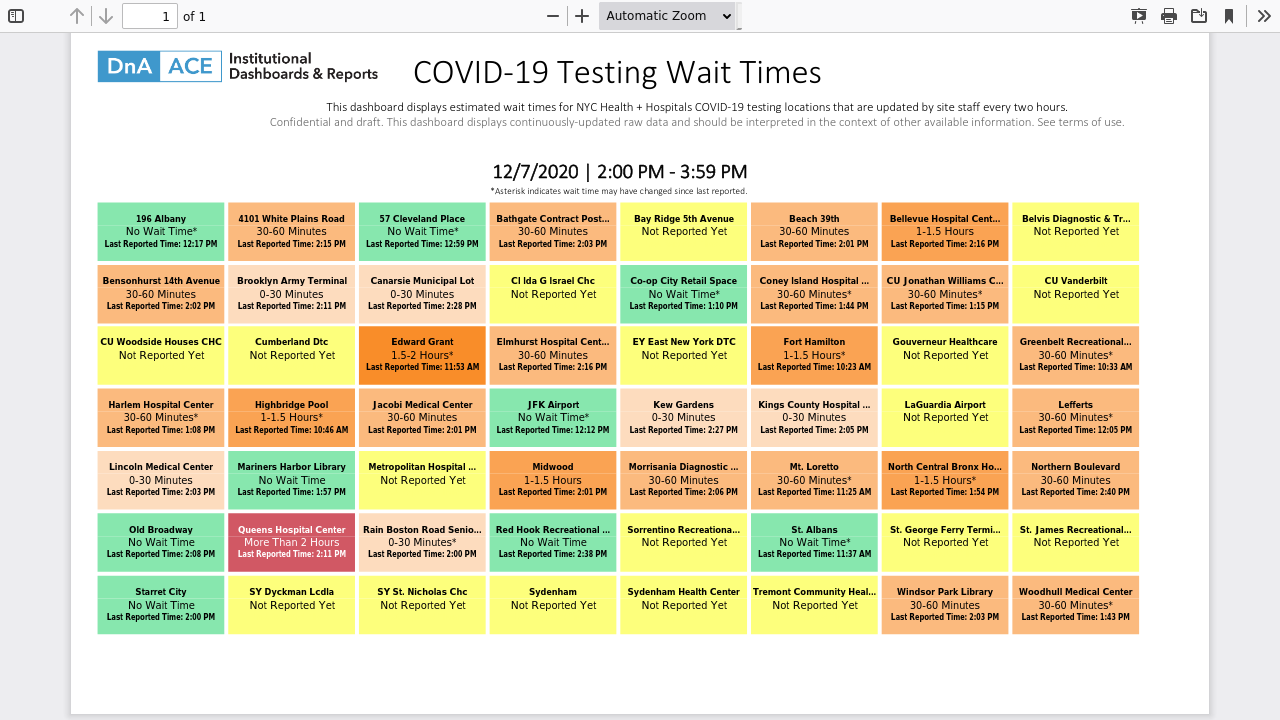 1 of 1 Automatic Zoom
DnA ACE Institutional
Dashboards & Reports
COVID-19 Testing Wait Times
This dashboard displays estimated wait times for NYC Health + Hospitals COVID-19 testing locations that are updated by site staff every two hours.
Confidential and draft. This dashboard displays continuously-updated raw data and should be interpreted in the context of other available information. See terms of use.
12/7/2020 | 2:00 PM - 3:59 PM
*Asterisk indicates wait time may have changed since last reported.
196 Albany
No Wait Time*
Last Reported Time: 12:17 PM
4101 White Plains Road
30-60 Minutes
Last Reported Time: 2:15 PM
57 Cleveland Place
No Wait Time*
Last Reported Time: 12:59 PM
Bathgate Contract Post...
30-60 Minutes
Last Reported Time: 2:03 PM
Bay Ridge 5th Avenue
Not Reported Yet
Beach 39th
30-60 Minutes
Last Reported Time: 2:01 PM
Bellevue Hospital Cent...
1-1.5 Hours
Last Reported Time: 2:16 PM
Belvis Diagnostic & Tr...
Not Reported Yet
Bensonhurst 14th Avenue
30-60 Minutes
Last Reported Time: 2:02 PM
Brooklyn Army Terminal
0-30 Minutes
Last Reported Time: 2:11 PM
Canarsie Municipal Lot
0-30 Minutes
Last Reported Time: 2:28 PM
CI Ida G Israel Chc
Not Reported Yet
Co-op City Retail Space
No Wait Time*
Last Reported Time: 1:10 PM
Coney Island Hospital ...
30-60 Minutes*
Last Reported Time: 1:44 PM
CU Jonathan Williams C...
30-60 Minutes*
Last Reported Time: 1:15 PM
CU Vanderbilt
Not Reported Yet
CU Woodside Houses CHC
Not Reported Yet
Cumberland Dtc
Not Reported Yet
Edward Grant
1.5-2 Hours*
Last Reported Time: 11:53 AM
Elmhurst Hospital Cent...
30-60 Minutes
Last Reported Time: 2:16 PM
EY East New York DTC
Not Reported Yet
Fort Hamilton
1-1.5 Hours*
Last Reported Time: 10:23 AM
Gouverneur Healthcare
Not Reported Yet
Greenbelt Recreational...
30-60 Minutes*
Last Reported Time: 10:33 AM
Harlem Hospital Center
30-60 Minutes*
Last Reported Time: 1:08 PM
Highbridge Pool
1-1.5 Hours*
Last Reported Time: 10:46 AM
Jacobi Medical Center
30-60 Minutes
Last Reported Time: 2:01 PM
JFK Airport
No Wait Time*
Last Reported Time: 12:12 PM
Kew Gardens
0-30 Minutes
Last Reported Time: 2:27 PM
Kings County Hospital ...
0-30 Minutes
Last Reported Time: 2:05 PM
LaGuardia Airport
Not Reported Yet
Lefferts
30-60 Minutes*
Last Reported Time: 12:05 PM
Lincoln Medical Center
0-30 Minutes
Last Reported Time: 2:03 PM
Mariners Harbor Library
No Wait Time
Last Reported Time: 1:57 PM
Metropolitan Hospital ...
Not Reported Yet
Midwood
1-1.5 Hours
Last Reported Time: 2:01 PM
Morrisania Diagnostic ...
30-60 Minutes
Last Reported Time: 2:06 PM
Mt. Loretto
30-60 Minutes*
Last Reported Time: 11:25 AM
North Central Bronx Ho...
1-1.5 Hours*
Last Reported Time: 1:54 PM
Northern Boulevard
30-60 Minutes
Last Reported Time: 2:40 PM
Old Broadway
No Wait Time
Last Reported Time: 2:08 PM
Queens Hospital Center
More Than 2 Hours
Last Reported Time: 2:11 PM
Rain Boston Road Senio...
0-30 Minutes*
Last Reported Time: 2:00 PM
Red Hook Recreational ...
No Wait Time
Last Reported Time: 2:38 PM
Sorrentino Recreationa...
Not Reported Yet
St. Albans
No Wait Time*
Last Reported Time: 11:37 AM
St. George Ferry Termi...
Not Reported Yet
St. James Recreational...
Not Reported Yet
Starret City
No Wait Time
Last Reported Time: 2:00 PM
SY Dyckman Lcdla
Not Reported Yet
SY St. Nicholas Chc
Not Reported Yet
Sydenham
Not Reported Yet
Sydenham Health Center
Not Reported Yet
Tremont Community Heal...
Not Reported Yet
Windsor Park Library
30-60 Minutes
Last Reported Time: 2:03 PM
Woodhull Medical Center
30-60 Minutes*
Last Reported Time: 1:43 PM